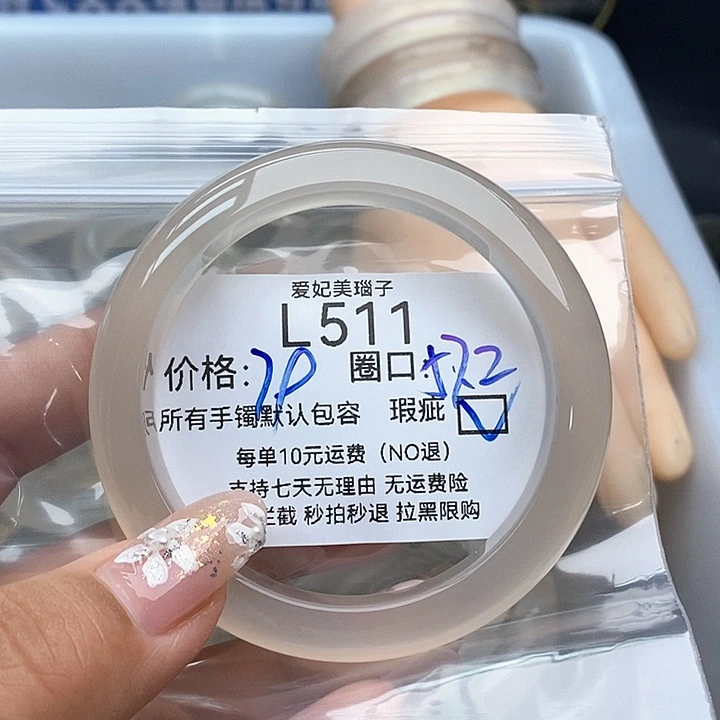 爱妃美瑙子
L511
价格: 圈口:
所有手镯默认包容 瑕疵
每单10元运费（NO退）
支持七天无理由 无运费险
拦截 秒拍秒退 拉黑限购